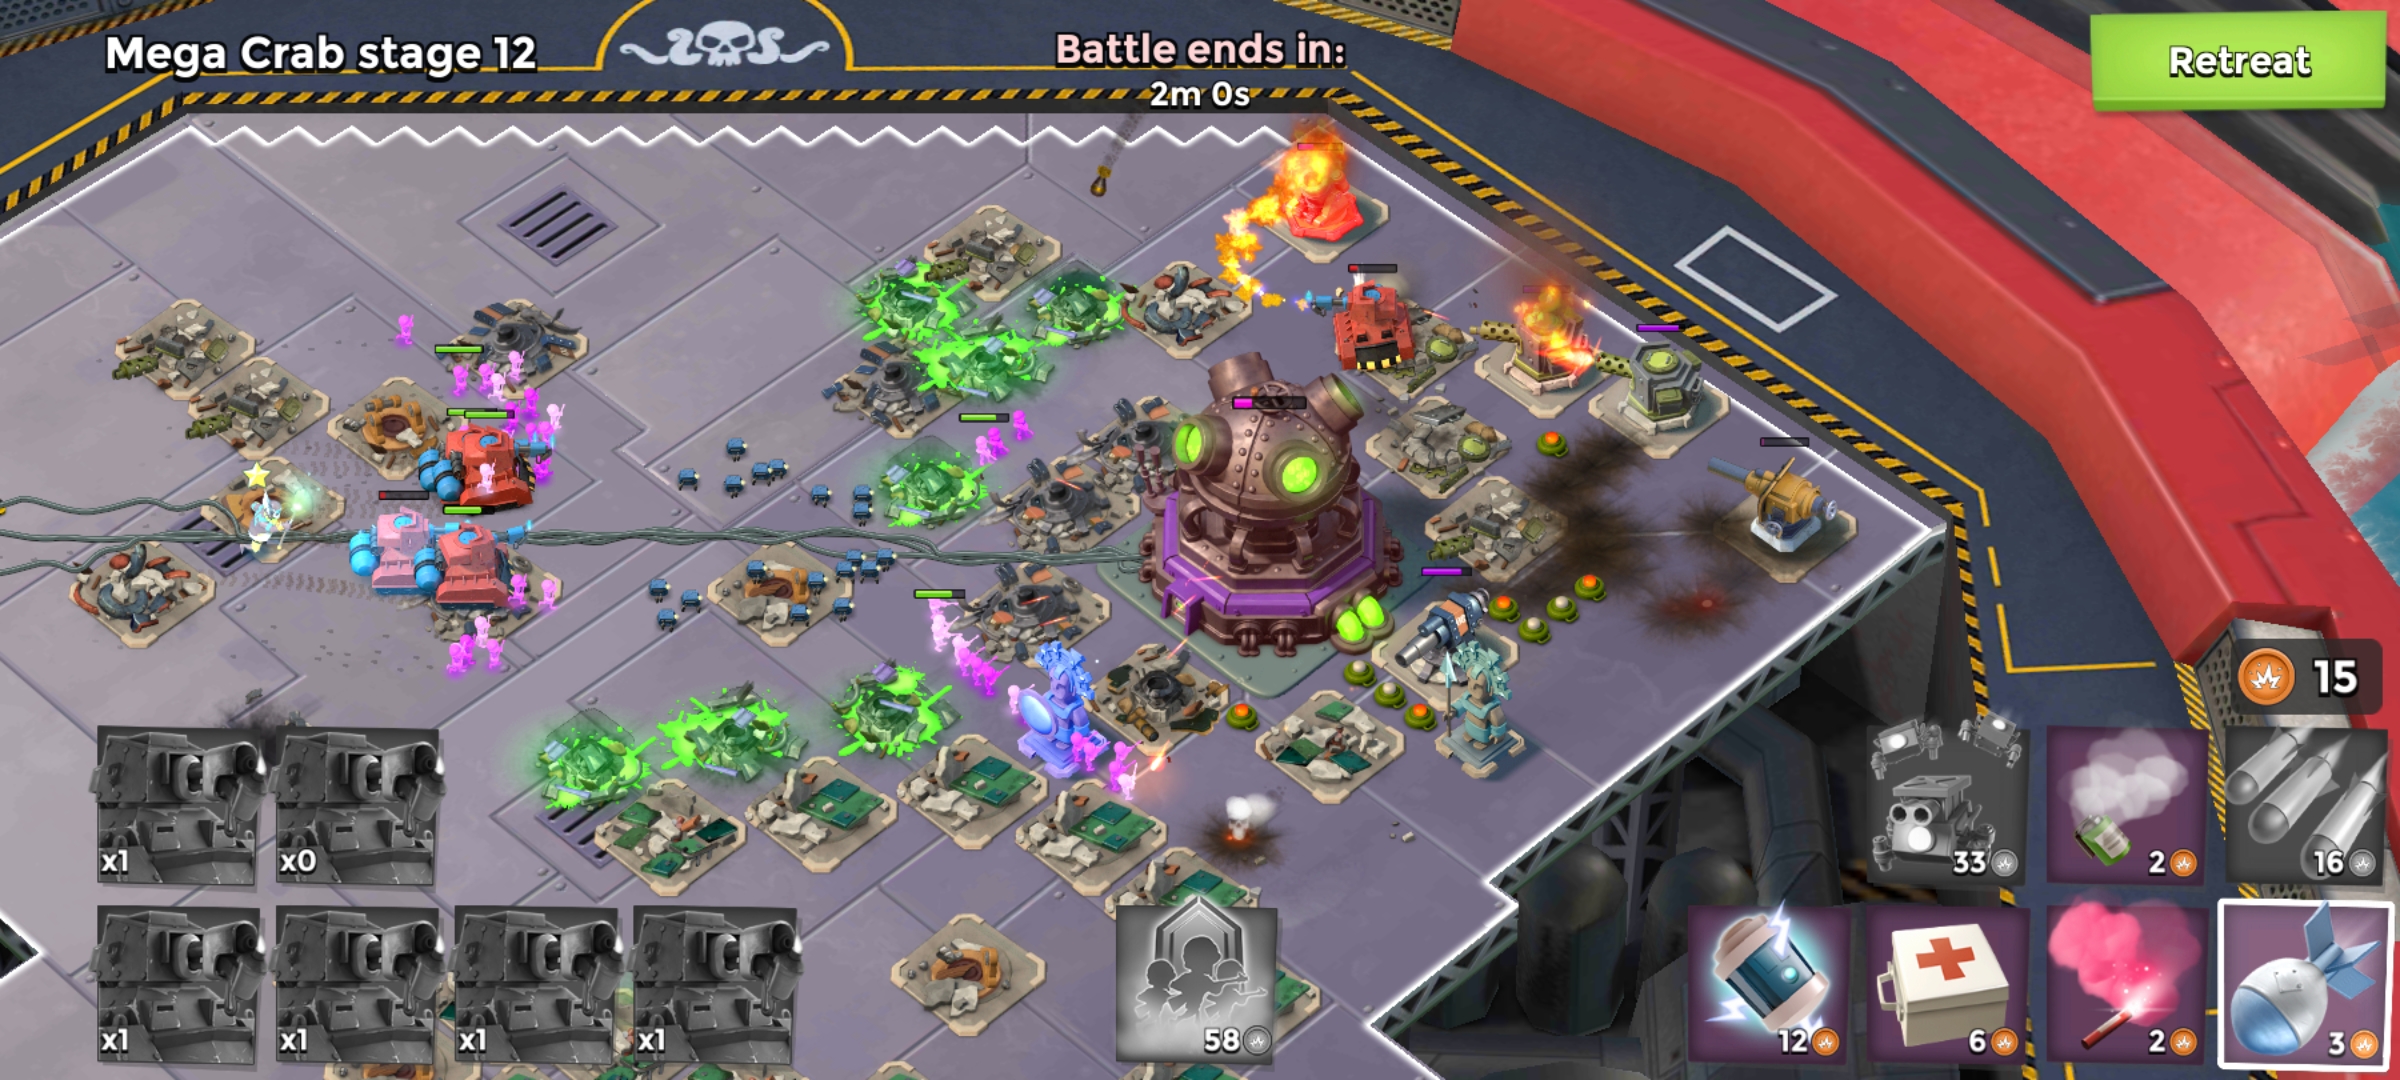 Mega Crab stage 12
Battle ends in:
2m 0s
Retreat
15
x1
x0
33
2
16
x1
x1
x1
x1
58
12
6
2
3